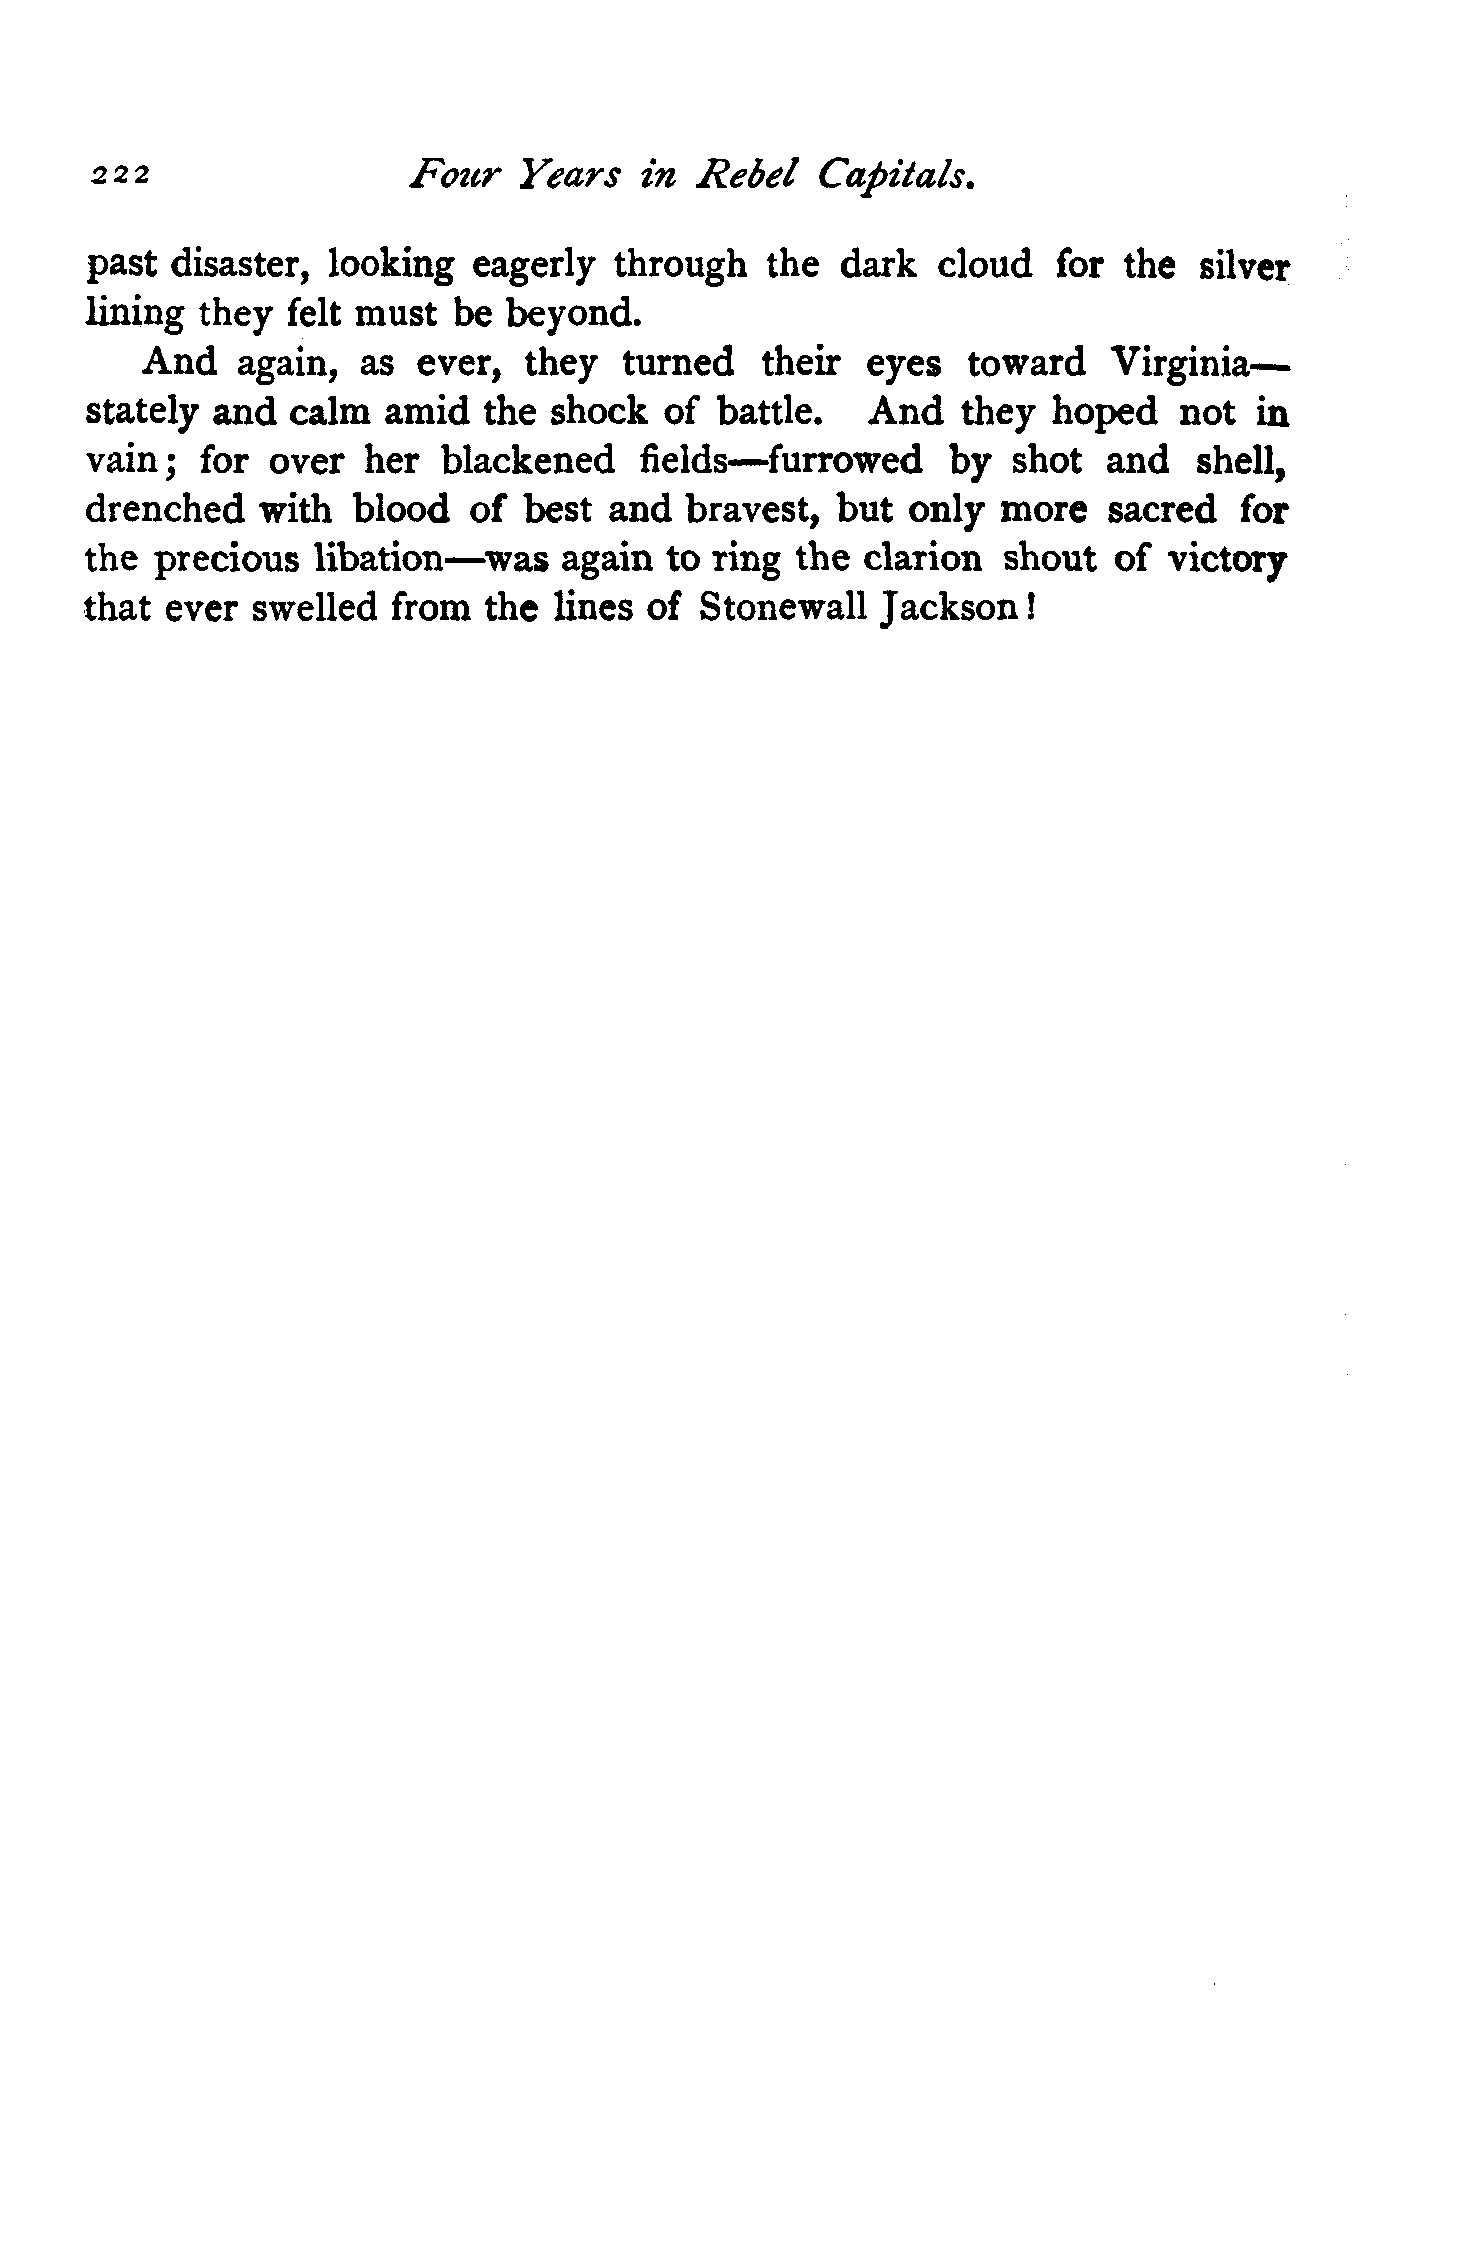 222 Four Years in Rebel Capitals.
past disaster, looking eagerly through the dark cloud for the silver
lining they felt must be beyond.
And again, as ever, they turned their eyes toward Virginia—
stately and calm amid the shock of battle. And they hoped not in
vain; for over her blackened fields—furrowed by shot and shell,
drenched with blood of best and bravest, but only more sacred for
the precious libation—was again to ring the clarion shout of victory
that ever swelled from the lines of Stonewall Jackson!